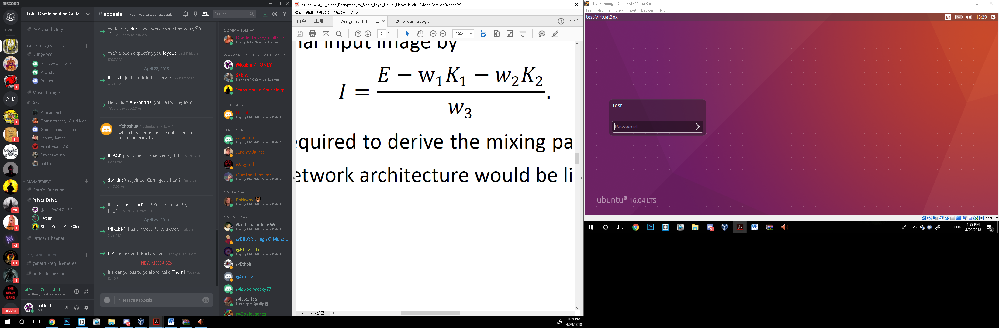 DISCORD
4 ONLINE
AFD
1
1
14
28
1
73
113
5
THE
KELLY
GANG
NEW
Total Dominionation Guild
PvP Guild Only
CAREBEARS (PVE ETC.)
Dungeons
@jabberwocky77
Alcinden
Pr0tege
Music Lounge
Ark
Alexandriel
Dominatresse/ Guild lead...
Gamblarian/ Queen Tio
Jeremy James
Praetorian_1250
Projectwarrior
Sebby
MANAGEMENT
Dom's Dungeon
Privet Drive
@ioakim/HONEY
Rythm
Stabs You In Your Sleep
Officer Channel
REQS AND BUILDS
general-requirements
build-discussion
Voice Connected
Privet Drive / Total Dominionation...
Ioakim11
#9470
# appeals
Feel free to post appeals, ...
Search
Welcome, vinez. We were expecting you ( ͡° ͜ʖ ͡°) Last Friday at 7:16 AM
We've been expecting you feyded Last Friday at
10:27 AM
April 28, 2018
Raahvin just slid into the server. Yesterday at
4:08 AM
Hello. Is it Alexandriel you're looking for?
Yesterday at 6:20 AM
Yehoshua Yesterday at 7:32 AM
what character or name should i send a
tell to for an invite
BLACK just joined the server - glhf! Yesterday at
10:28 AM
donldrt just joined. Can I get a heal? Yesterday
at 10:58 AM
It's AmbassadorKosh! Praise the sun! \
[T]/ Yesterday at 2:05 PM
April 29, 2018
MikeBRN has arrived. Party's over. Today at
6:39 AM
E;R has arrived. Party's over. Today at 11:28 AM
NEW MESSAGES
It's dangerous to go alone, take Thorn! Today at
12:45 PM
Message #appeals
COMMANDER—1
Dominatresse/ Guild le...
Playing ARK: Survival Evolved
WARRANT OFFICER/ MODERATO...
@ioakim/HONEY
Sebby
Playing ARK: Survival Evolved
Stabs You In Your Sleep
GENERALS—1
Playing The Elder Scrolls Online
MAJOR—4
Alcinden
Playing The Elder Scrolls Online
Jeremy James
Maggpul
Olaf the Resolved
Playing The Elder Scrolls Online
CAPTAIN—1
Pathway
Playing The Elder Scrolls Online
ONLINE—147
@anti-paladin_666
@BiN00 (Hugh G Mund...
@Bloodrake
Playing The Elder Scrolls Online
@Ethoir
@Grrood
@jabberwocky77
@Nixerias
Listening to Spotify
@Obviousones
Assignment_1-_Image_Decryption_by_Single_Layer_Neural_Network.pdf - Adobe Acrobat Reader DC
檔案 編輯 檢視(V) 視窗(W) 說明(H)
首頁 工具 Assignment_1-_Im... × 2015_Can-Google-... 登入
2 / 4 400%
nal input image by
I = (E − w₁K₁ − w₂K₂) / w₃.
equired to derive the mixing pa
etwork architecture would be li
210 x 297 公厘
Ps
9+
1:29 PM
4/29/2018
Ubu [Running] - Oracle VM VirtualBox
File Machine View Input Devices Help
test-VirtualBox En 13:29
Test
Password
ubuntu® 16.04 LTS
Right Ctrl
Ps
9+
ENG
1:29 PM
4/29/2018
5